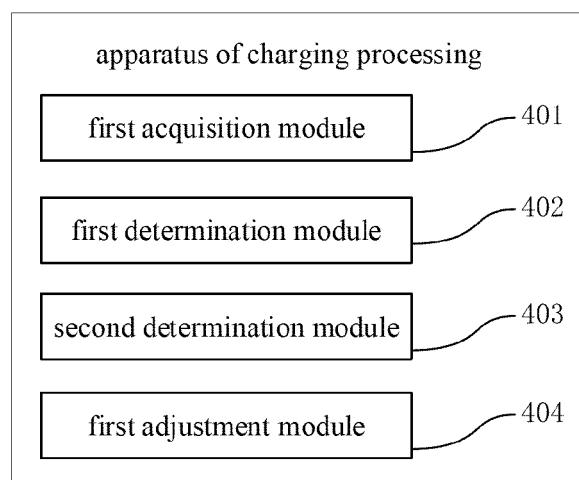 apparatus of charging processing
first acquisition module
401
first determination module
402
second determination module
403
first adjustment module
404